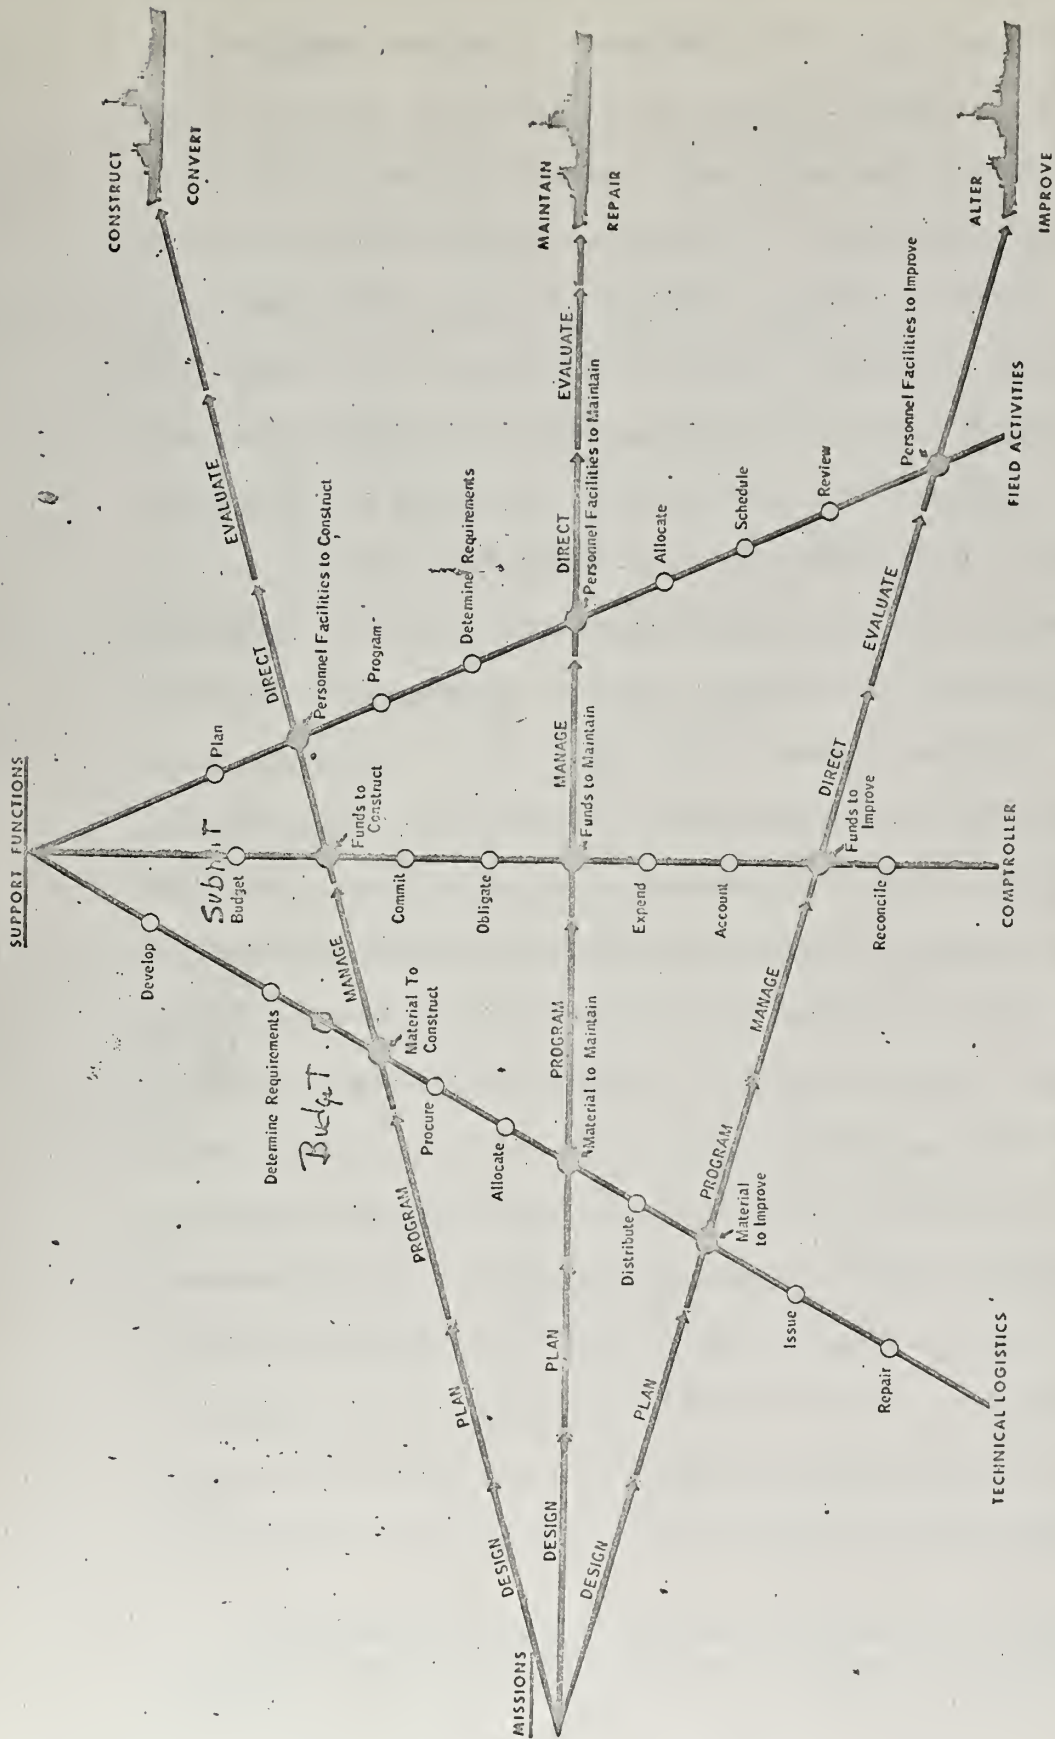 SUPPORT FUNCTIONS
CONSTRUCT
CONVERT
MAINTAIN
REPAIR
ALTER
IMPROVE
MISSIONS
DESIGN
PLAN
PROGRAM
MANAGE
DIRECT
EVALUATE
DESIGN
PLAN
PROGRAM
MANAGE
DIRECT
EVALUATE
DESIGN
PLAN
PROGRAM
MANAGE
DIRECT
EVALUATE
Develop
Determine Requirements
Budget
Material To
Construct
Procure
Allocate
Material to Maintain
Distribute
Material
to Improve
Issue
Repair
TECHNICAL LOGISTICS
Submit
Budget
Funds to
Construct
Commit
Obligate
Funds to Maintain
Expend
Account
Funds to
Improve
Reconcile
COMPTROLLER
Plan
Personnel Facilities to Construct
Program
Determine Requirements
Personnel Facilities to Maintain
Allocate
Schedule
Review
Personnel Facilities to Improve
FIELD ACTIVITIES